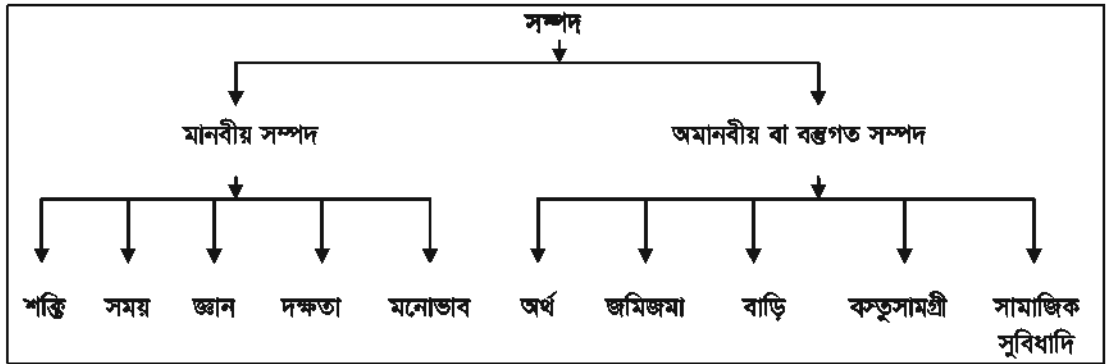 সম্পদ
মানবীয় সম্পদ অমানবীয় বা বস্তুগত সম্পদ
শক্তি সময় জ্ঞান দক্ষতা মনোভাব অর্থ জমিজমা বাড়ি বস্তুসামগ্রী সামাজিক
সুবিধাদি